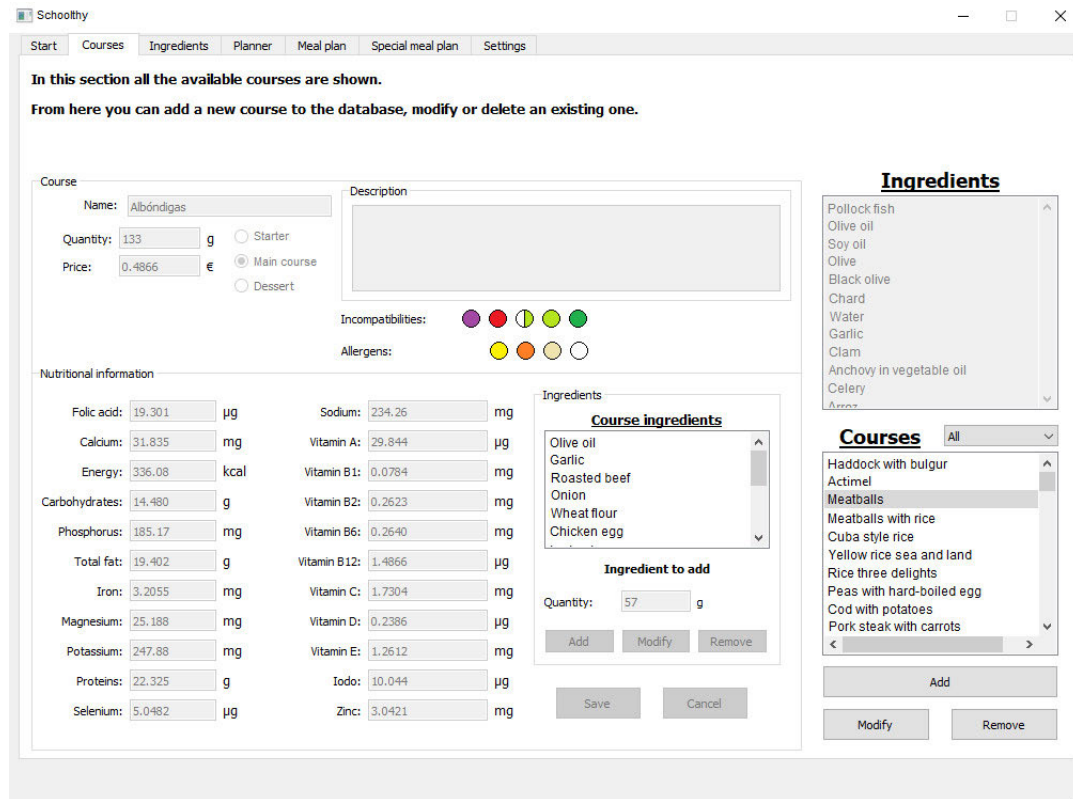 Schoolthy
Start Courses Ingredients Planner Meal plan Special meal plan Settings
In this section all the available courses are shown.
From here you can add a new course to the database, modify or delete an existing one.
Course
Name: Albóndigas
Quantity: 133 g
Price: 0.4866 €
Starter
Main course
Dessert
Description
Incompatibilities:
Allergens:
Nutritional information
Folic acid: 19.301 µg
Calcium: 31.835 mg
Energy: 336.08 kcal
Carbohydrates: 14.480 g
Phosphorus: 185.17 mg
Total fat: 19.402 g
Iron: 3.2055 mg
Magnesium: 25.188 mg
Potassium: 247.88 mg
Proteins: 22.325 g
Selenium: 5.0482 µg
Sodium: 234.26 mg
Vitamin A: 29.844 µg
Vitamin B1: 0.0784 mg
Vitamin B2: 0.2623 mg
Vitamin B6: 0.2640 mg
Vitamin B12: 1.4866 µg
Vitamin C: 1.7304 mg
Vitamin D: 0.2386 µg
Vitamin E: 1.2612 mg
Iodo: 10.044 µg
Zinc: 3.0421 mg
Ingredients
Course ingredients
Olive oil
Garlic
Roasted beef
Onion
Wheat flour
Chicken egg
Ingredient to add
Quantity: 57 g
Add Modify Remove
Save Cancel
Ingredients
Pollock fish
Olive oil
Soy oil
Olive
Black olive
Chard
Water
Garlic
Clam
Anchovy in vegetable oil
Celery
Arroz
Courses All
Haddock with bulgur
Actimel
Meatballs
Meatballs with rice
Cuba style rice
Yellow rice sea and land
Rice three delights
Peas with hard-boiled egg
Cod with potatoes
Pork steak with carrots
Add
Modify Remove